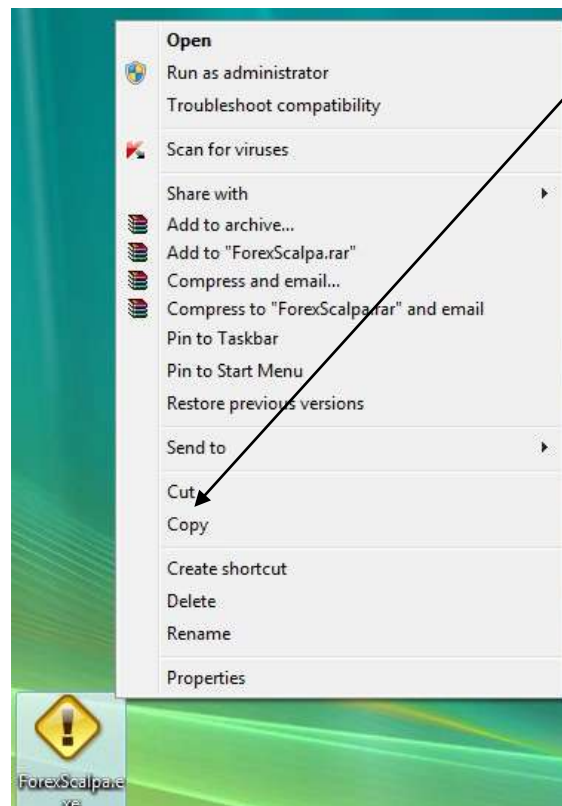 Open
Run as administrator
Troubleshoot compatibility
Scan for viruses
Share with
Add to archive...
Add to "ForexScalpa.rar"
Compress and email...
Compress to "ForexScalpa.rar" and email
Pin to Taskbar
Pin to Start Menu
Restore previous versions
Send to
Cut
Copy
Create shortcut
Delete
Rename
Properties
ForexScalpa.e
xe